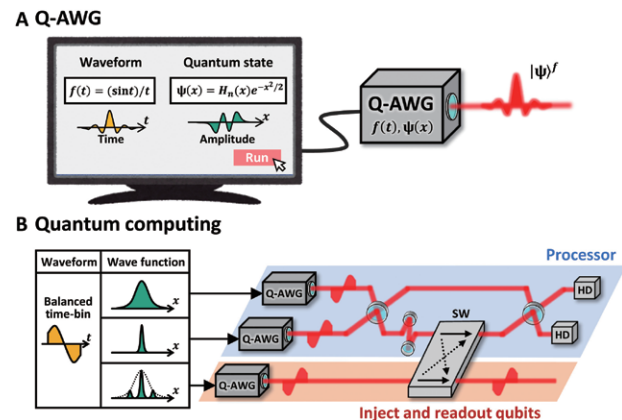 A Q-AWG
Waveform
Quantum state
f(t) = (sint)/t
ψ(x) = Hₙ(x)e^{-x²/2}
t
x
Time
Amplitude
Run
Q-AWG
f(t), ψ(x)
|ψ⟩^f
B Quantum computing
Waveform
Wave function
Balanced
time-bin
t
x
x
x
Processor
Q-AWG
Q-AWG
Q-AWG
SW
HD
HD
Inject and readout qubits